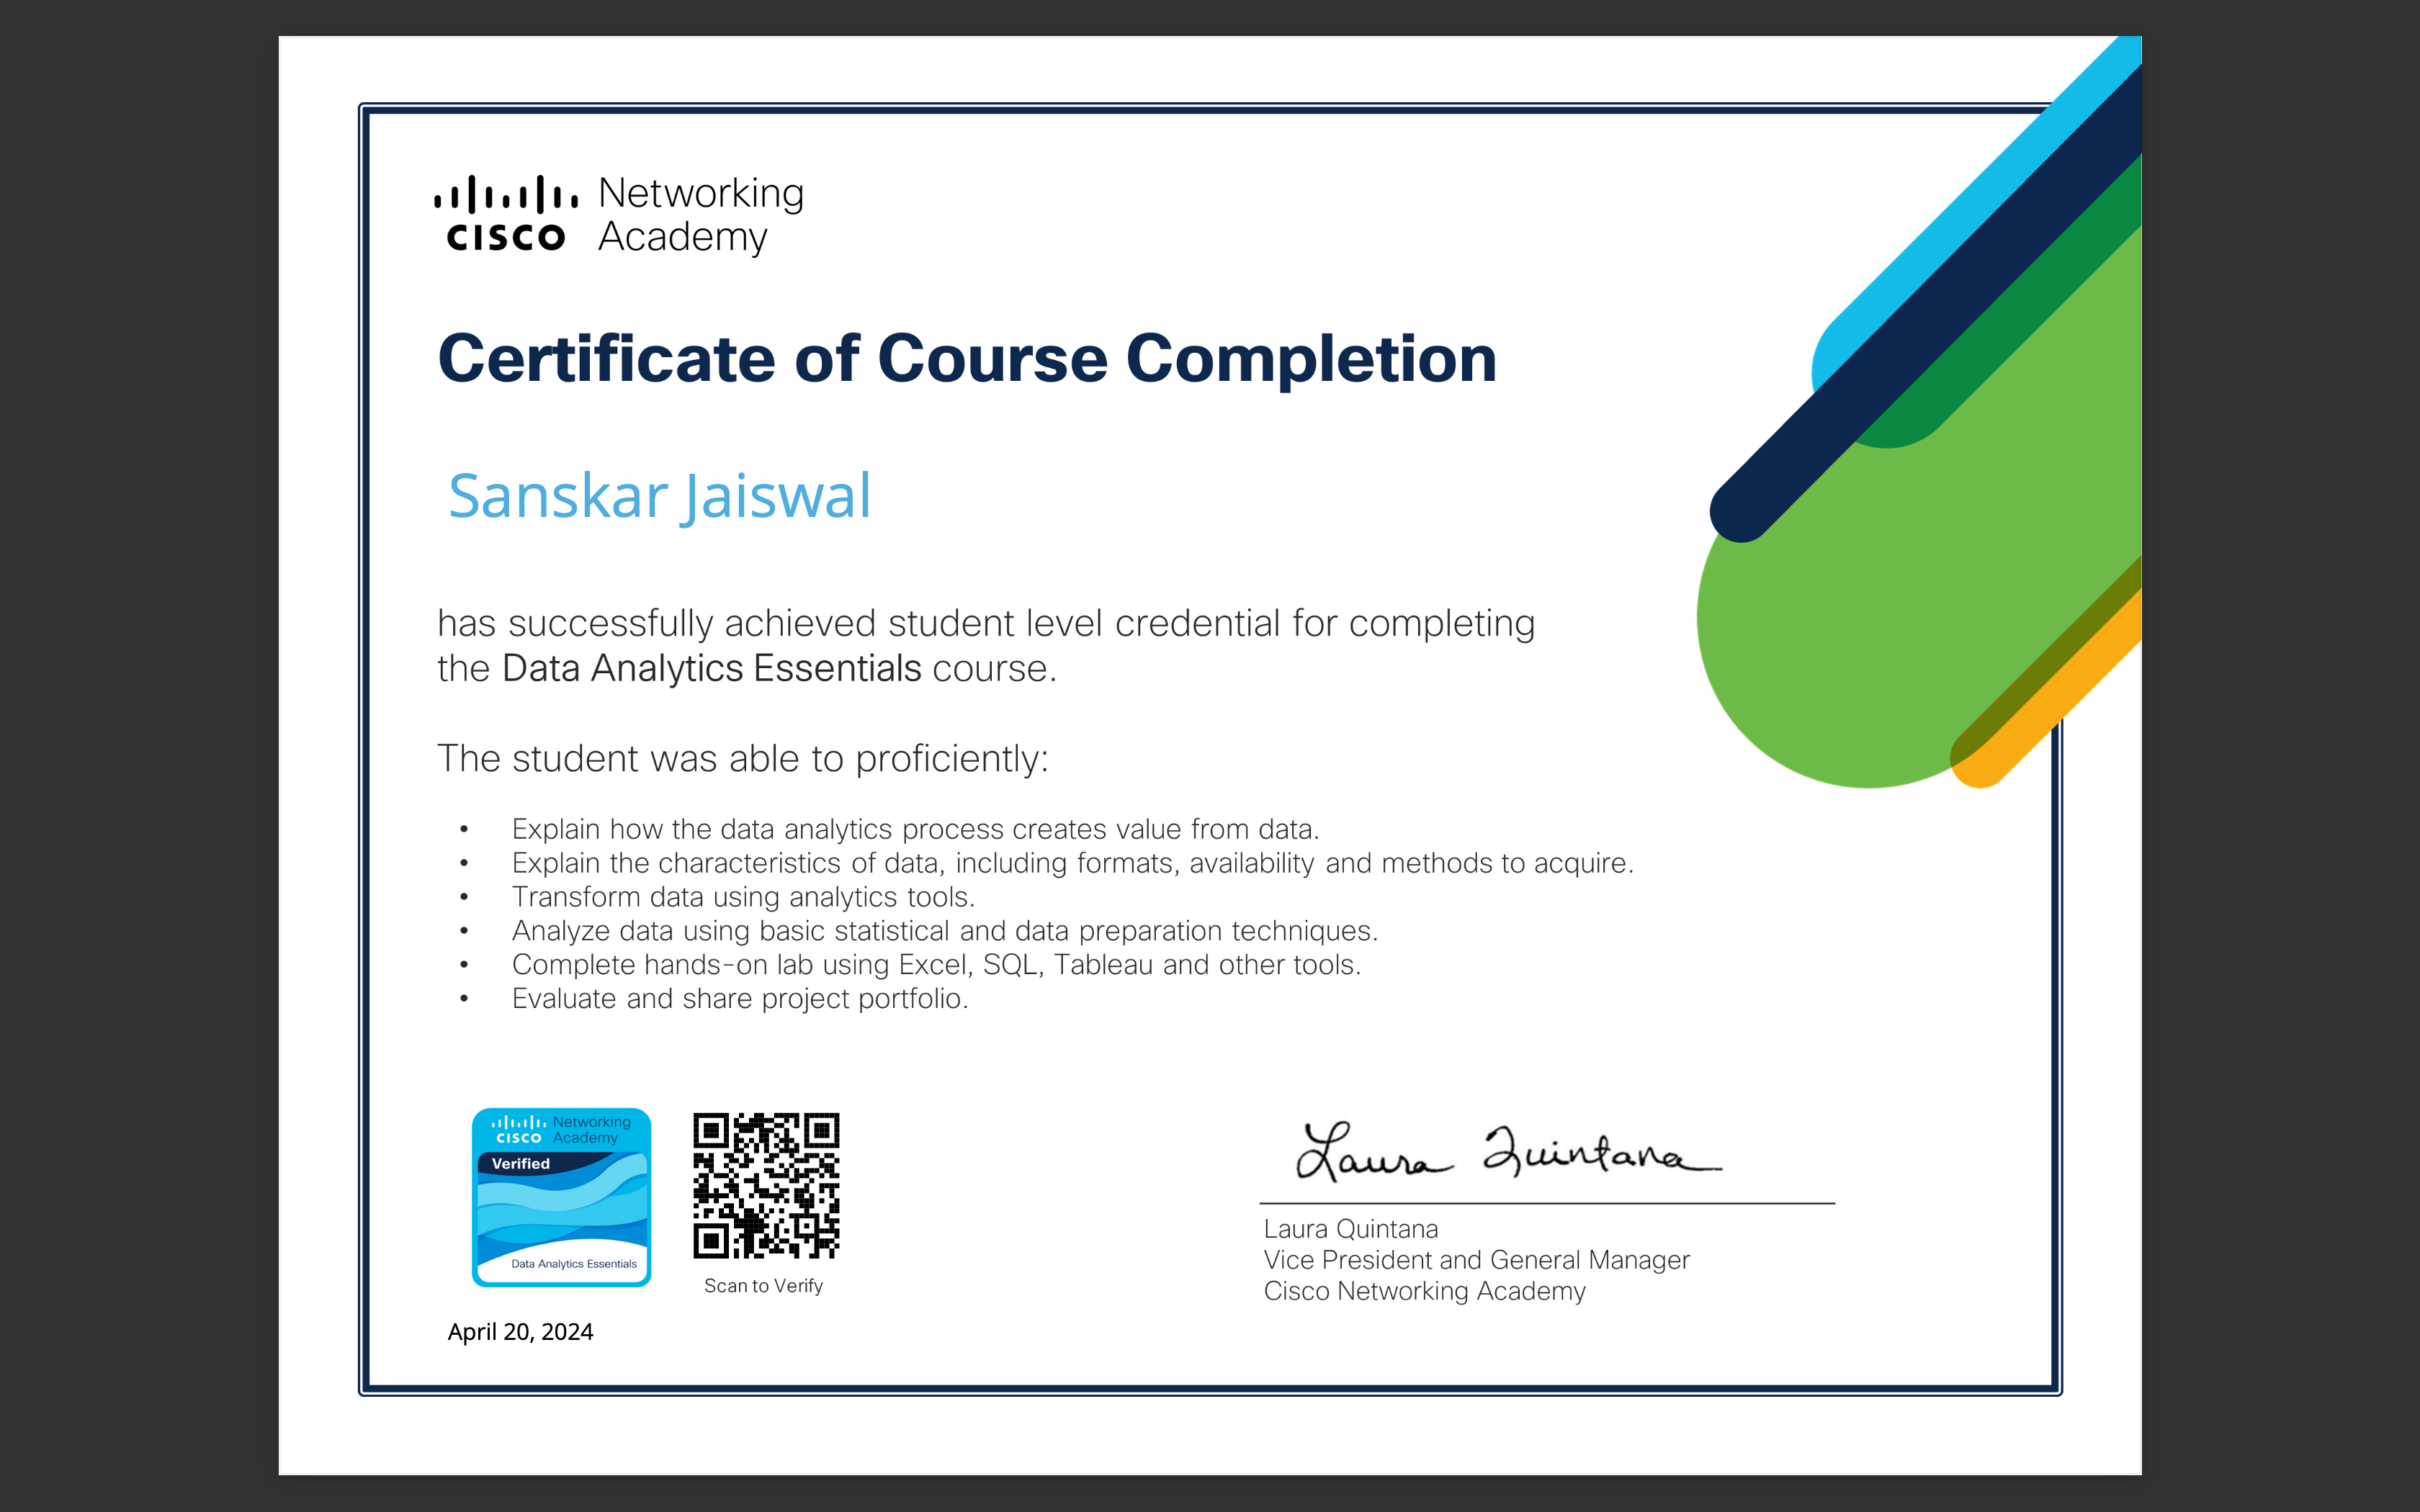 CISCO Networking
Academy
Certificate of Course Completion
Sanskar Jaiswal
has successfully achieved student level credential for completing
the Data Analytics Essentials course.
The student was able to proficiently:
• Explain how the data analytics process creates value from data.
• Explain the characteristics of data, including formats, availability and methods to acquire.
• Transform data using analytics tools.
• Analyze data using basic statistical and data preparation techniques.
• Complete hands-on lab using Excel, SQL, Tableau and other tools.
• Evaluate and share project portfolio.
CISCO Networking
Academy
Verified
Data Analytics Essentials
Scan to Verify
April 20, 2024
Laura Quintana
Laura Quintana
Vice President and General Manager
Cisco Networking Academy